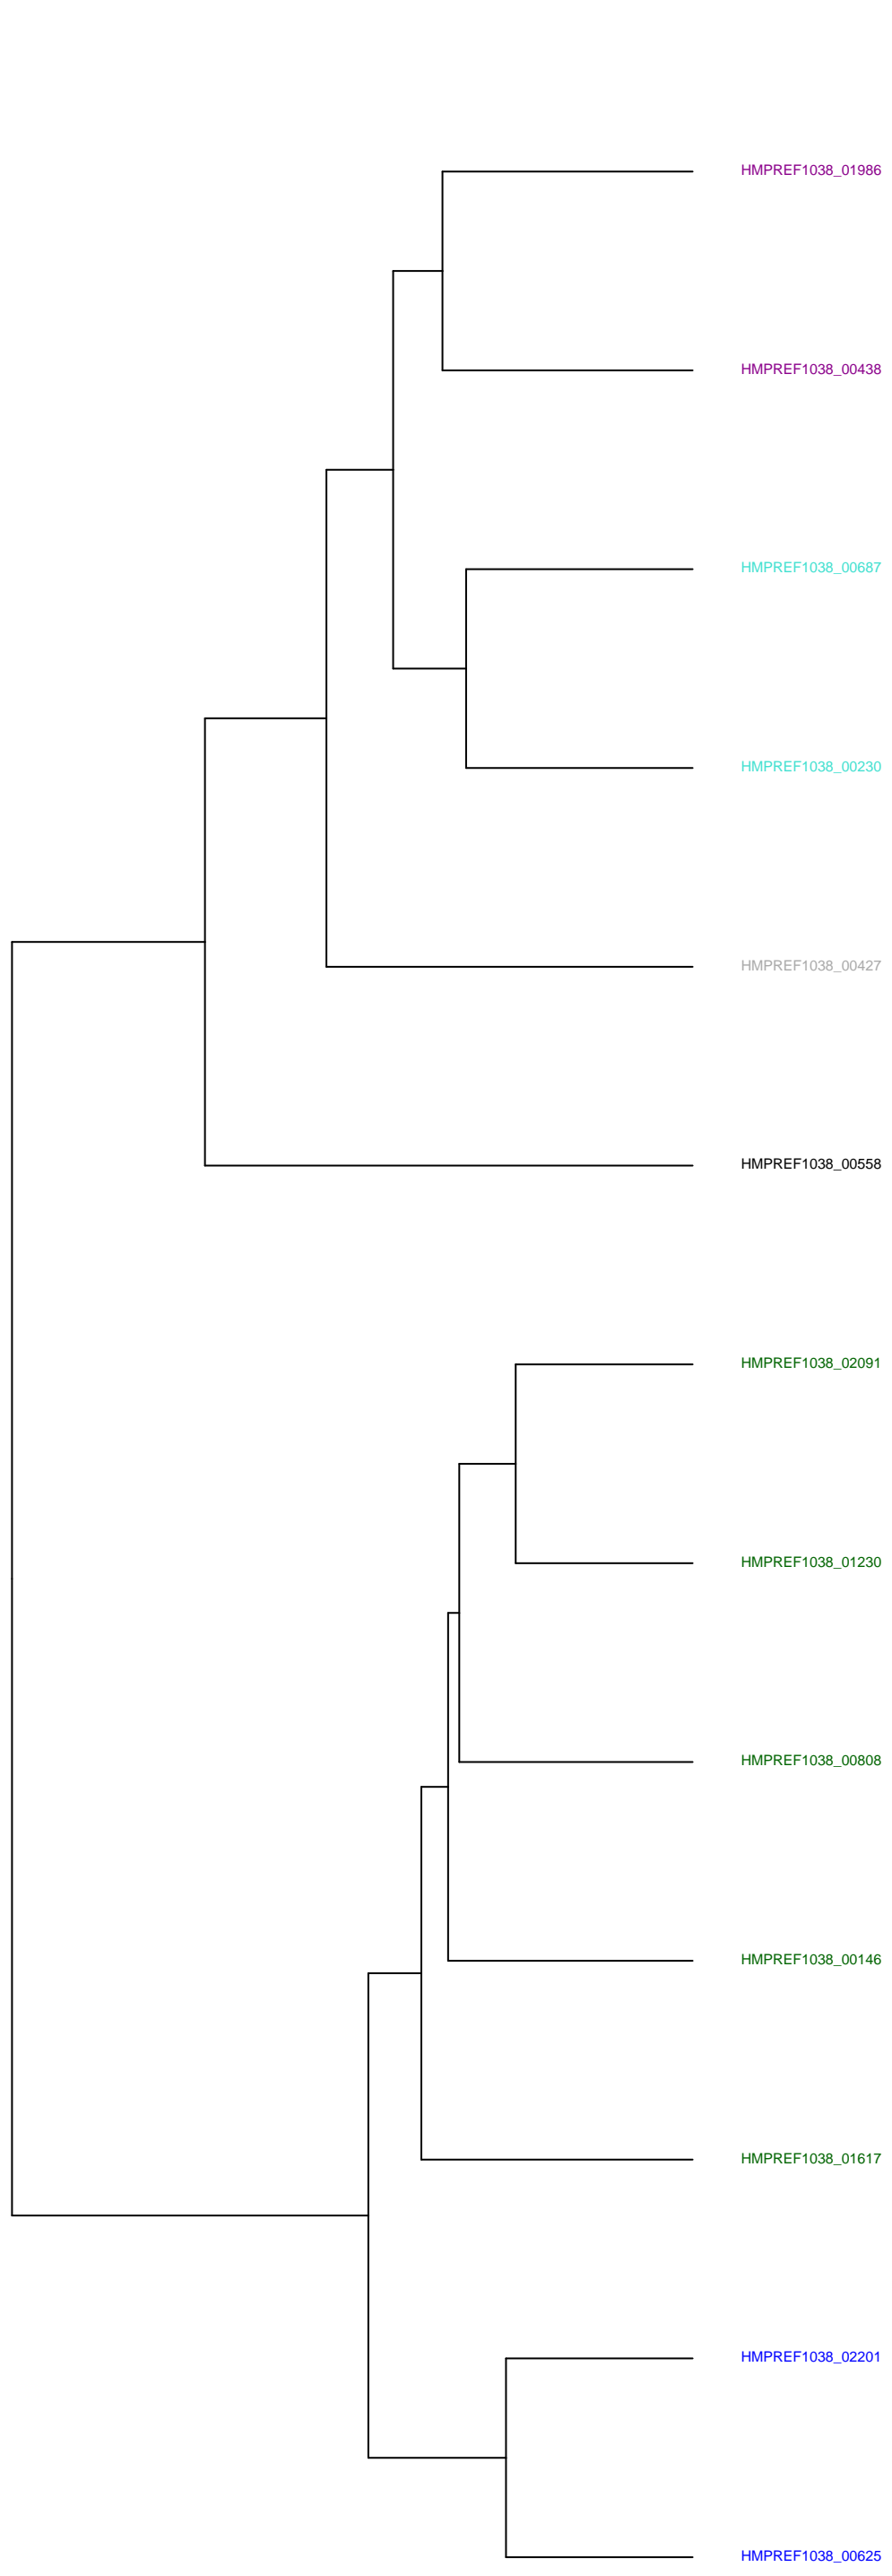 HMPREF1038_01986
HMPREF1038_00438
HMPREF1038_00687
HMPREF1038_00230
HMPREF1038_00427
HMPREF1038_00558
HMPREF1038_02091
HMPREF1038_01230
HMPREF1038_00808
HMPREF1038_00146
HMPREF1038_01617
HMPREF1038_02201
HMPREF1038_00625